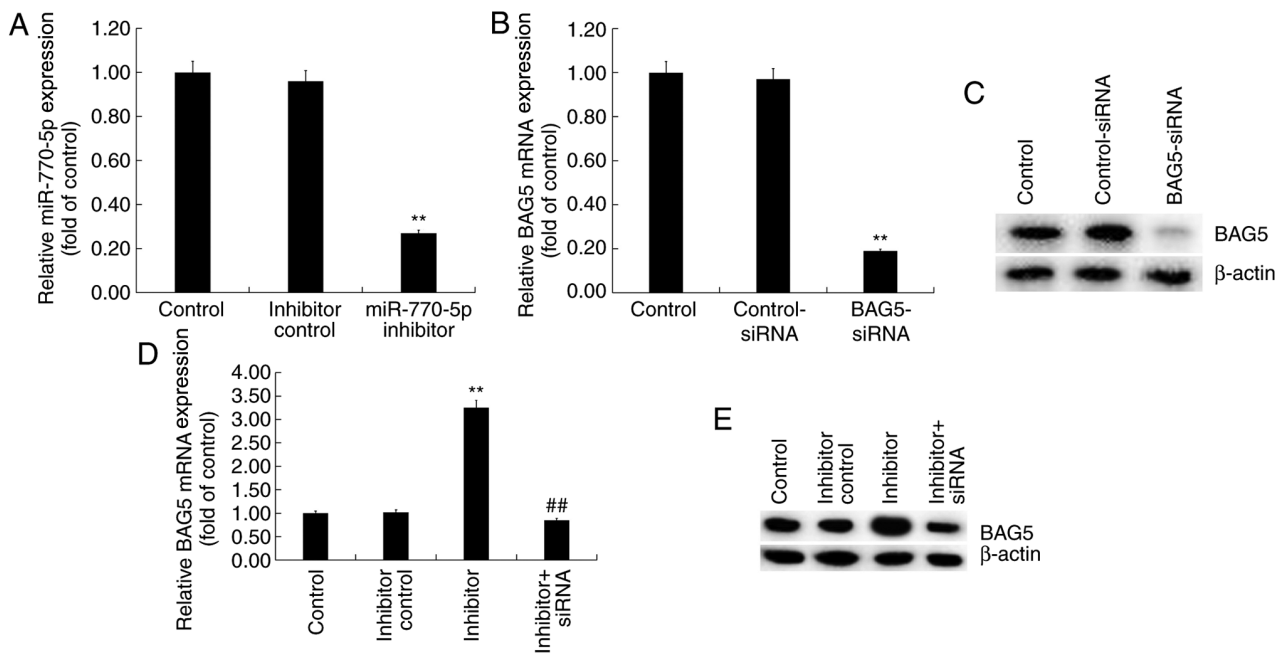 A
Relative miR-770-5p expression
(fold of control)
1.20
1.00
0.80
0.60
0.40
0.20
0.00
**
Control
Inhibitor
control
miR-770-5p
inhibitor
B
Relative BAG5 mRNA expression
(fold of control)
1.20
1.00
0.80
0.60
0.40
0.20
0.00
**
Control
Control-
siRNA
BAG5-
siRNA
C
Control
Control-siRNA
BAG5-siRNA
BAG5
β-actin
D
Relative BAG5 mRNA expression
(fold of control)
4.00
3.50
3.00
2.50
2.00
1.50
1.00
0.50
0.00
**
##
Control
Inhibitor
control
Inhibitor
Inhibitor+
siRNA
E
Control
Inhibitor
control
Inhibitor
Inhibitor+
siRNA
BAG5
β-actin